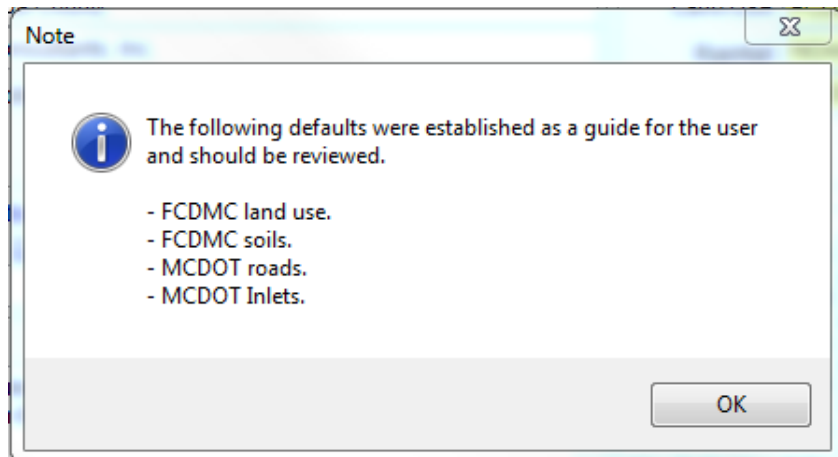 Note
The following defaults were established as a guide for the user
and should be reviewed.
- FCDMC land use.
- FCDMC soils.
- MCDOT roads.
- MCDOT Inlets.
OK